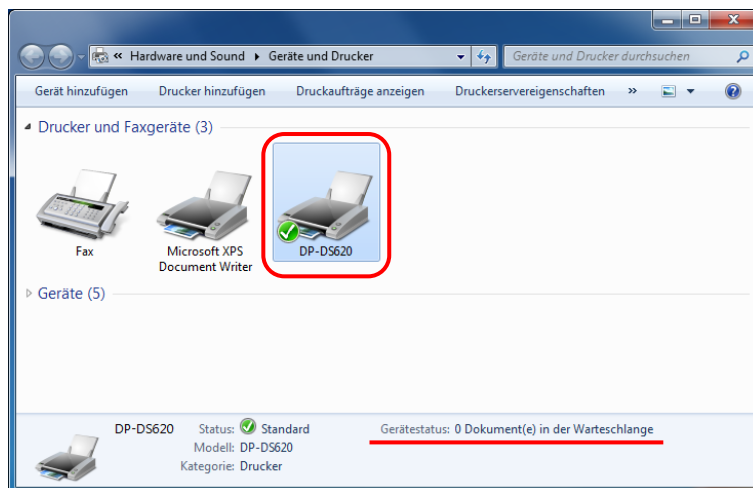 « Hardware und Sound Geräte und Drucker Geräte und Drucker durchsuchen
Gerät hinzufügen Drucker hinzufügen Druckaufträge anzeigen Druckerservereigenschaften »
Drucker und Faxgeräte (3)
Fax
Microsoft XPS
Document Writer
DP-DS620
Geräte (5)
DP-DS620 Status: Standard Gerätestatus: 0 Dokument(e) in der Warteschlange
Modell: DP-DS620
Kategorie: Drucker